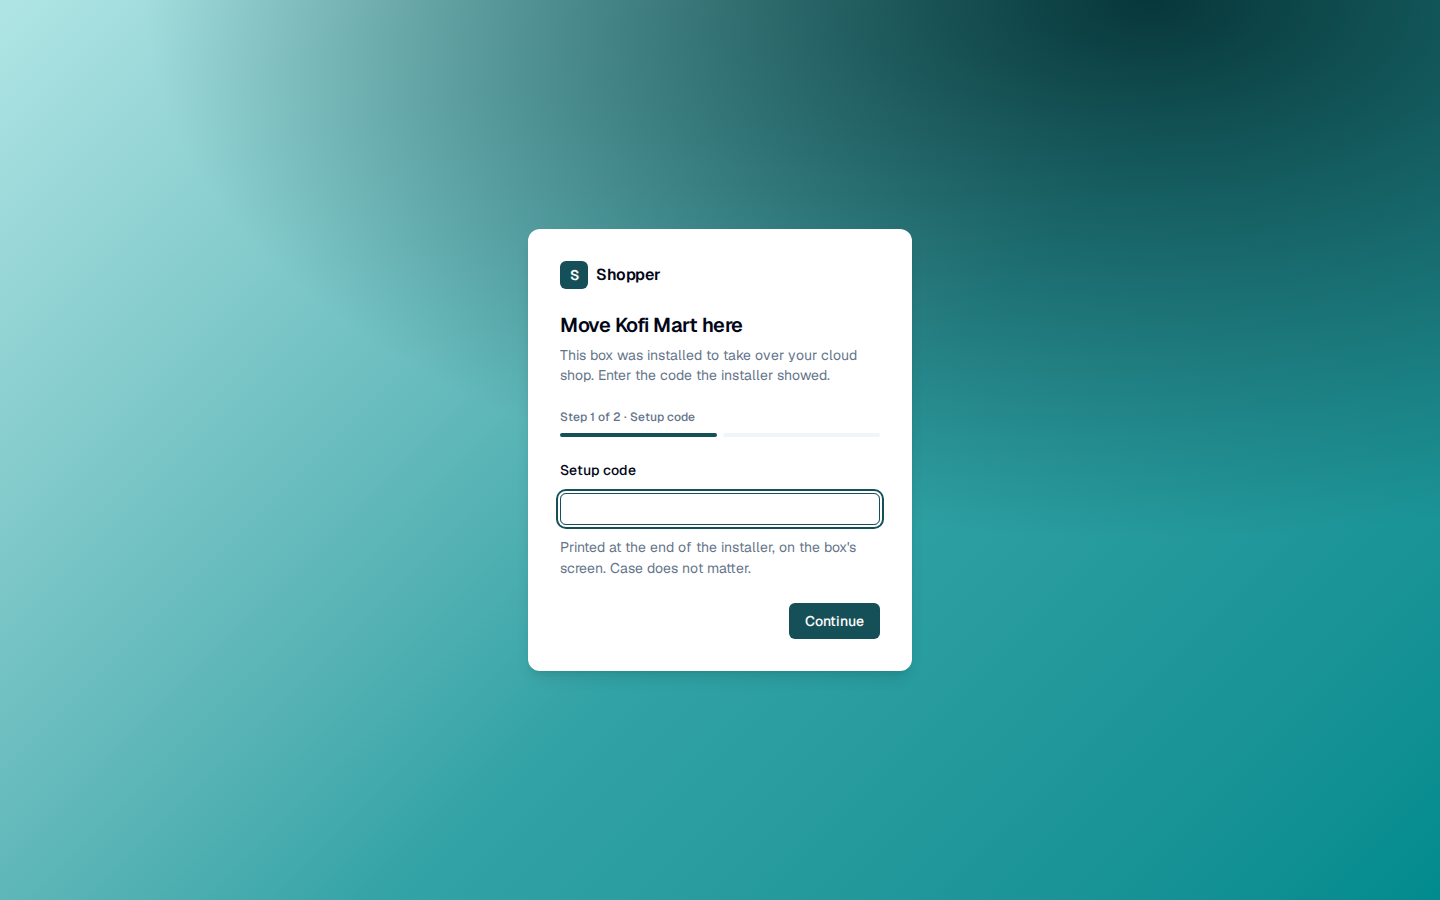 S Shopper
Move Kofi Mart here
This box was installed to take over your cloud
shop. Enter the code the installer showed.
Step 1 of 2 · Setup code
Setup code
Printed at the end of the installer, on the box's
screen. Case does not matter.
Continue